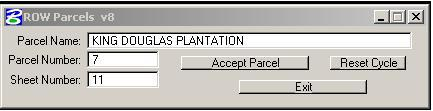 ROW Parcels v8
Parcel Name: KING DOUGLAS PLANTATION
Parcel Number: 7
Accept Parcel Reset Cycle
Sheet Number: 11
Exit